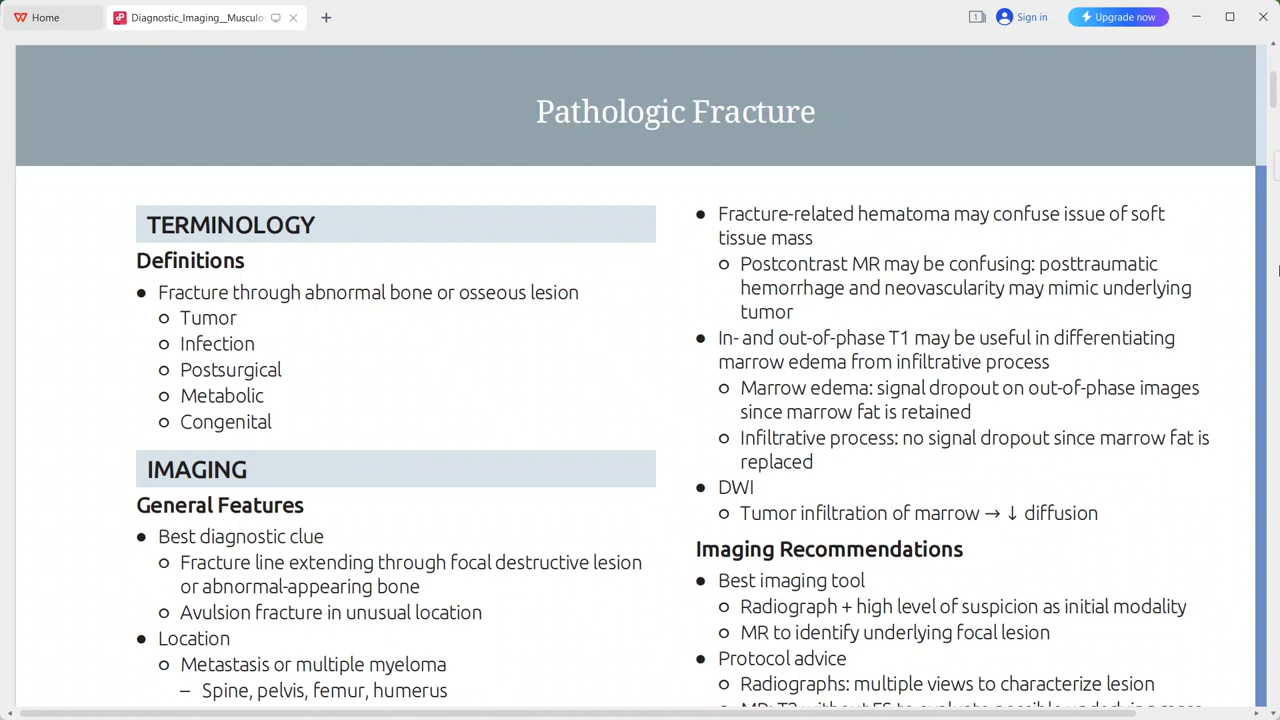 Home
Diagnostic_Imaging__Musculo
Sign in
Upgrade now
Pathologic Fracture
TERMINOLOGY
Definitions
● Fracture through abnormal bone or osseous lesion
○ Tumor
○ Infection
○ Postsurgical
○ Metabolic
○ Congenital
IMAGING
General Features
● Best diagnostic clue
○ Fracture line extending through focal destructive lesion
or abnormal-appearing bone
○ Avulsion fracture in unusual location
● Location
○ Metastasis or multiple myeloma
– Spine, pelvis, femur, humerus
● Fracture-related hematoma may confuse issue of soft
tissue mass
○ Postcontrast MR may be confusing: posttraumatic
hemorrhage and neovascularity may mimic underlying
tumor
● In- and out-of-phase T1 may be useful in differentiating
marrow edema from infiltrative process
○ Marrow edema: signal dropout on out-of-phase images
since marrow fat is retained
○ Infiltrative process: no signal dropout since marrow fat is
replaced
● DWI
○ Tumor infiltration of marrow → ↓ diffusion
Imaging Recommendations
● Best imaging tool
○ Radiograph + high level of suspicion as initial modality
○ MR to identify underlying focal lesion
● Protocol advice
○ Radiographs: multiple views to characterize lesion